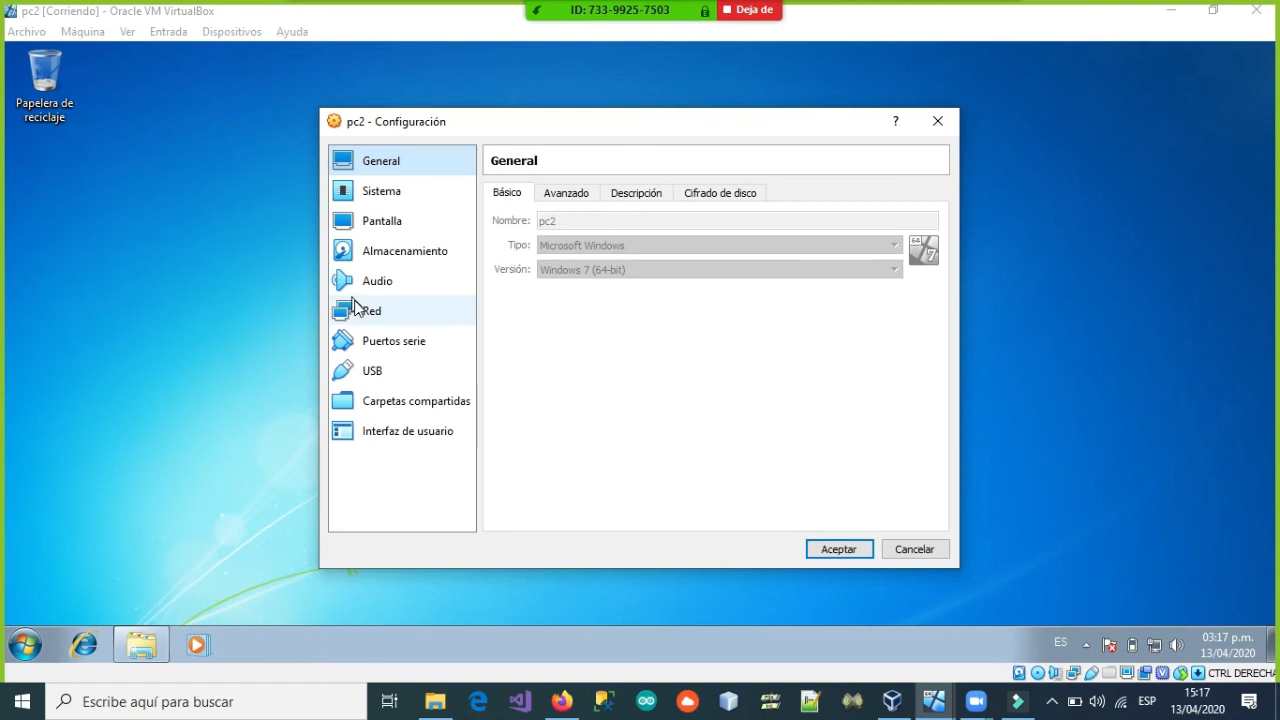 pc2 [Corriendo] - Oracle VM VirtualBox
ID: 733-9925-7503
Deja de
Archivo Máquina Ver Entrada Dispositivos Ayuda
Papelera de
reciclaje
pc2 - Configuración
?
General
Sistema
Pantalla
Almacenamiento
Audio
Red
Puertos serie
USB
Carpetas compartidas
Interfaz de usuario
General
Básico Avanzado Descripción Cifrado de disco
Nombre: pc2
Tipo: Microsoft Windows
Versión: Windows 7 (64-bit)
64
7
Aceptar Cancelar
ES
03:17 p.m.
13/04/2020
CTRL DERECHA
Escribe aquí para buscar
ESP
15:17
13/04/2020